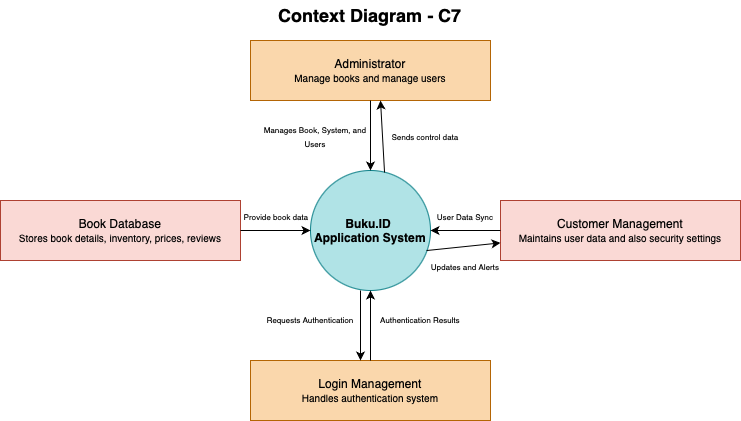 Context Diagram - C7
Administrator
Manage books and manage users
Manages Book, System, and
Users
Sends control data
Book Database
Stores book details, inventory, prices, reviews
Provide book data
Buku.ID
Application System
User Data Sync
Updates and Alerts
Customer Management
Maintains user data and also security settings
Requests Authentication
Authentication Results
Login Management
Handles authentication system